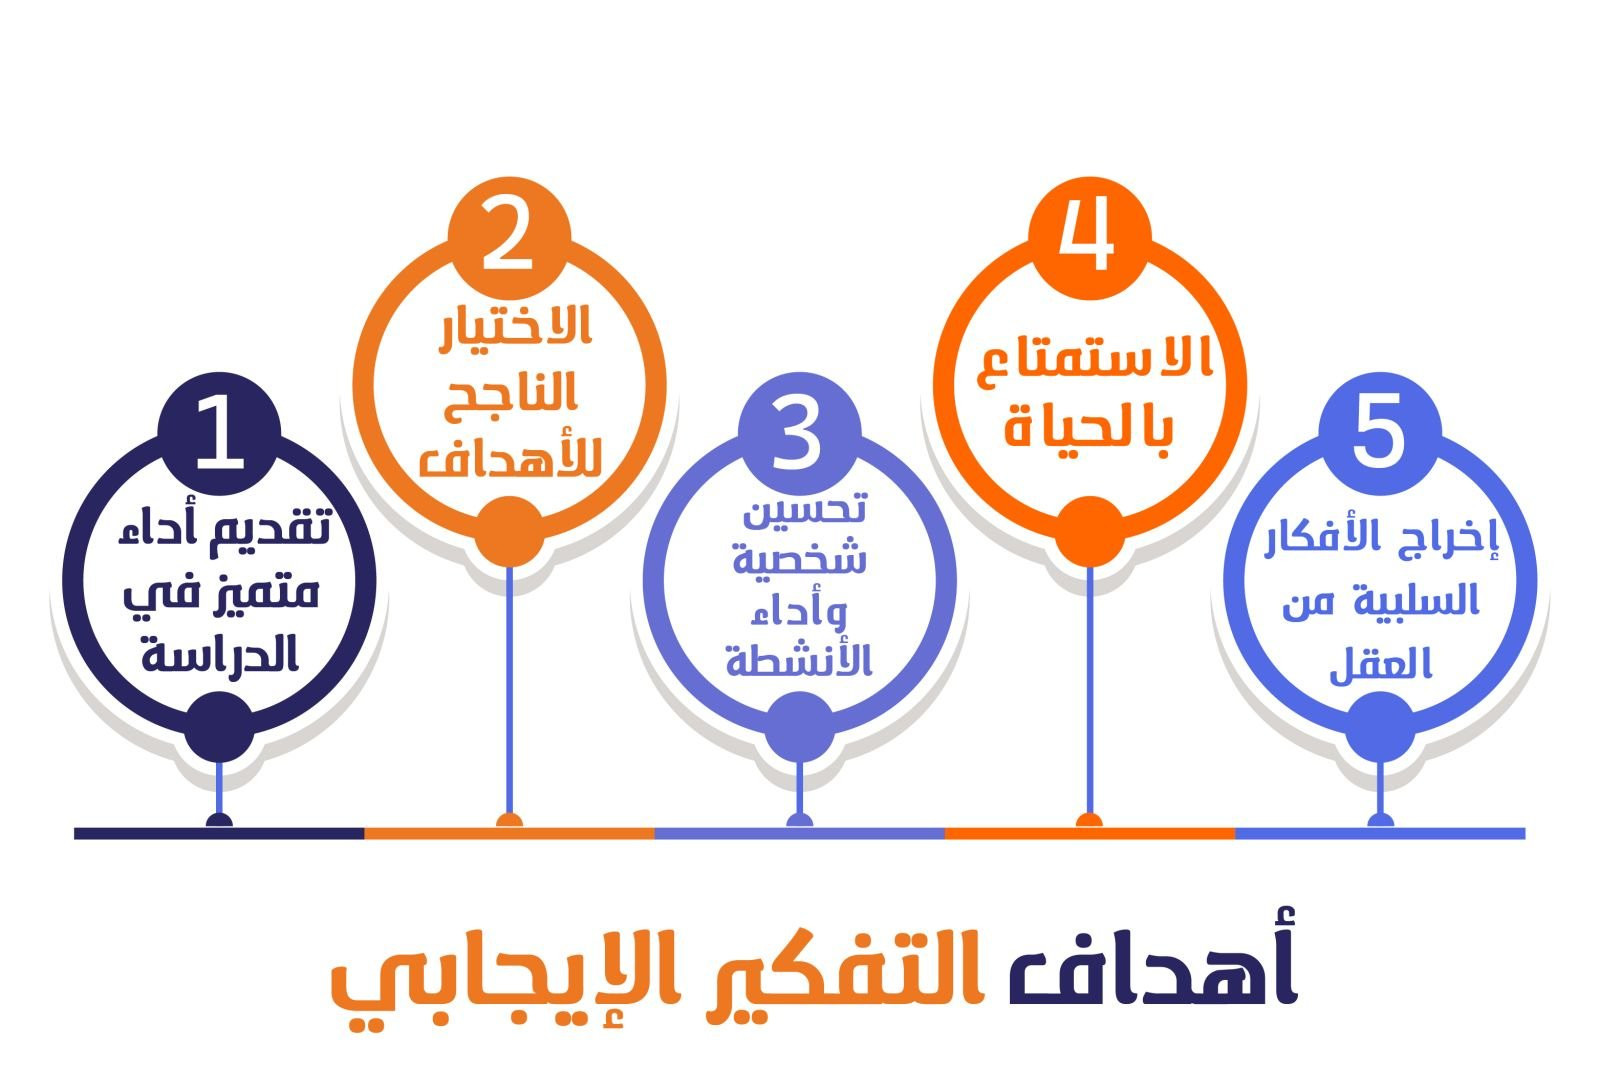 1
تقديم أداء
متميز في
الدراسة
2
الاختيار
الناجح
للأهداف
3
تحسين
شخصية
وأداء
الأنشطة
4
الاستمتاع
بالحياة
5
إخراج الأفكار
السلبية من
العقل
أهداف التفكير الإيجابي